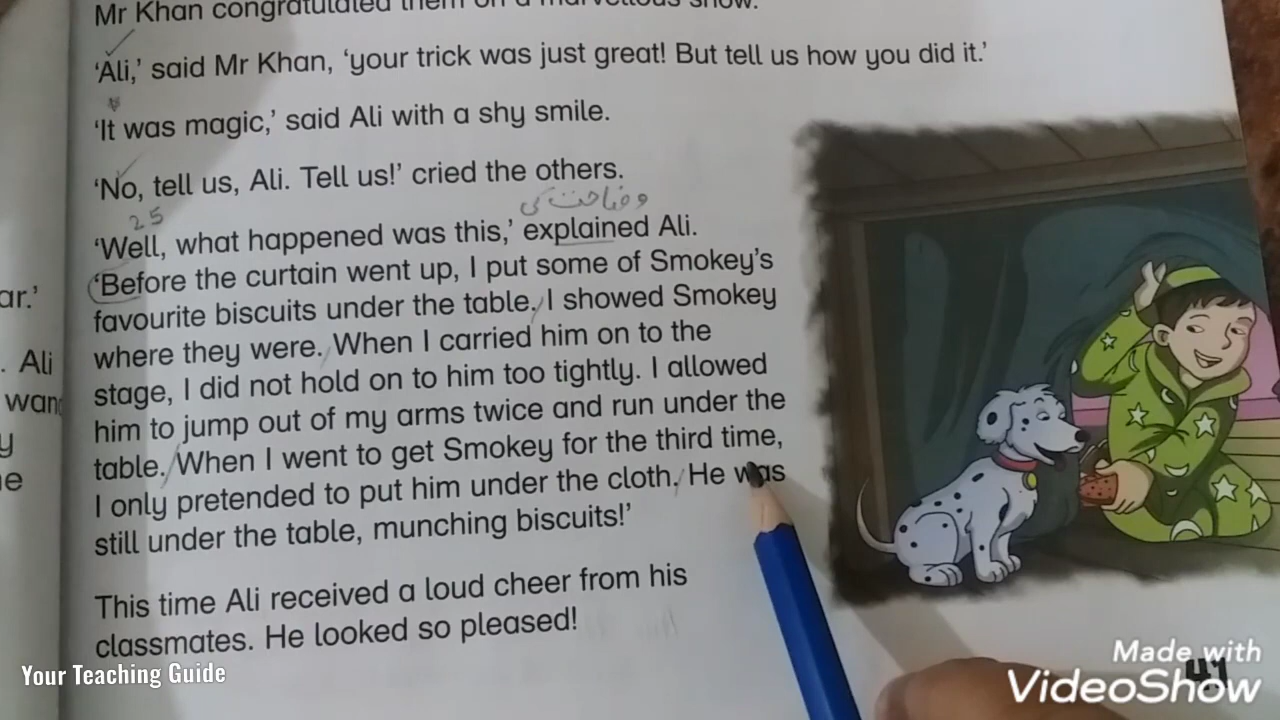 Mr Khan congratulated them on a marvellous show.
‘Ali,’ said Mr Khan, ‘your trick was just great! But tell us how you did it.’
‘It was magic,’ said Ali with a shy smile.
‘No, tell us, Ali. Tell us!’ cried the others.
25 وضاحت کی
‘Well, what happened was this,’ explained Ali.
‘Before the curtain went up, I put some of Smokey’s
favourite biscuits under the table. I showed Smokey
where they were. When I carried him on to the
stage, I did not hold on to him too tightly. I allowed
him to jump out of my arms twice and run under the
table. When I went to get Smokey for the third time,
I only pretended to put him under the cloth. He was
still under the table, munching biscuits!’
This time Ali received a loud cheer from his
classmates. He looked so pleased!
ar.’
. Ali
wan
y
e
Your Teaching Guide
41
Made with
VideoShow